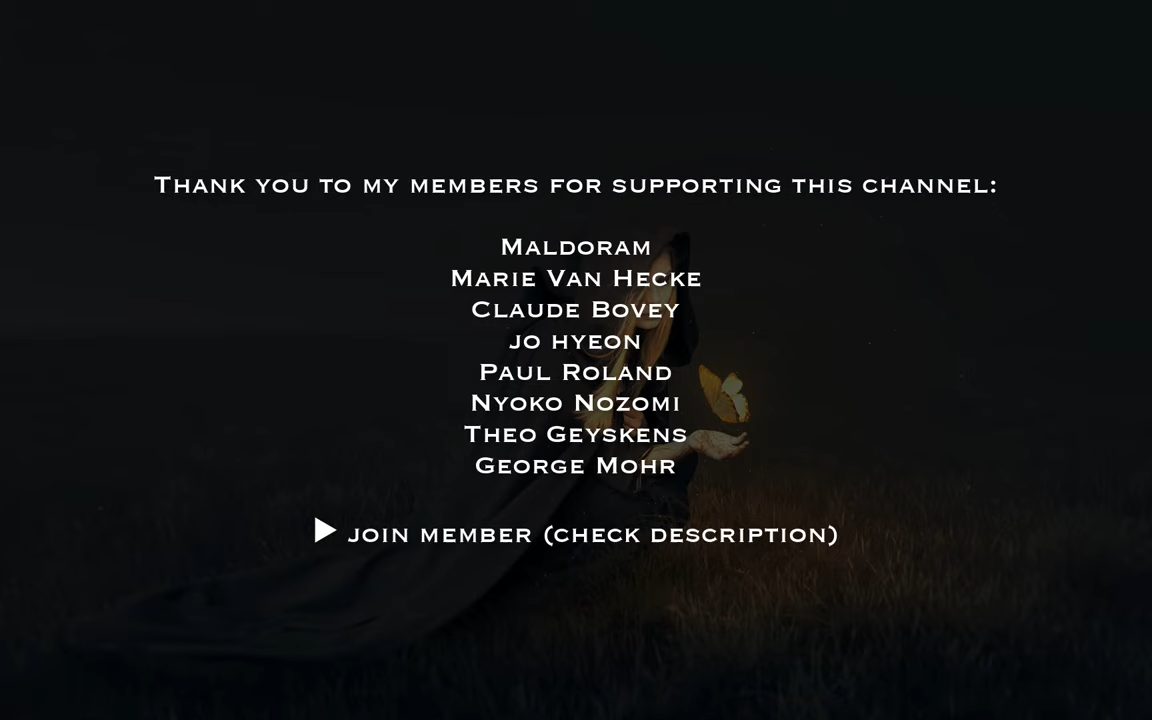 Thank you to my members for supporting this channel:
Maldoram
Marie Van Hecke
Claude Bovey
jo hyeon
Paul Roland
Nyoko Nozomi
Theo Geyskens
George Mohr
▶ join member (check description)